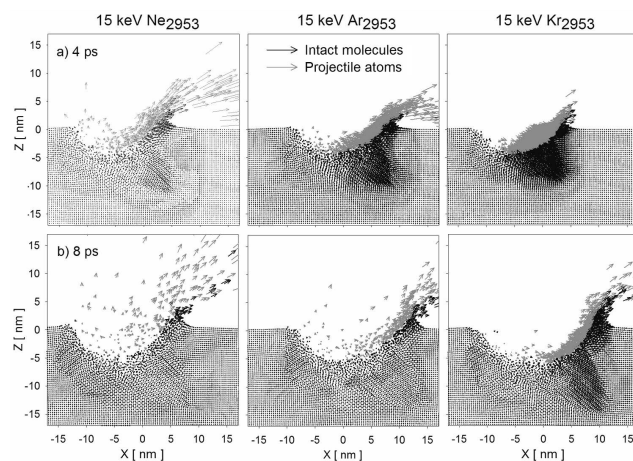 15 keV Ne2953 15 keV Ar2953 15 keV Kr2953
a) 4 ps
Intact molecules
Projectile atoms
Z [ nm ]
15
10
5
0
-5
-10
-15
b) 8 ps
Z [ nm ]
15
10
5
0
-5
-10
-15
-15 -10 -5 0 5 10 15 -15 -10 -5 0 5 10 15 -15 -10 -5 0 5 10 15
X [ nm ] X [ nm ] X [ nm ]